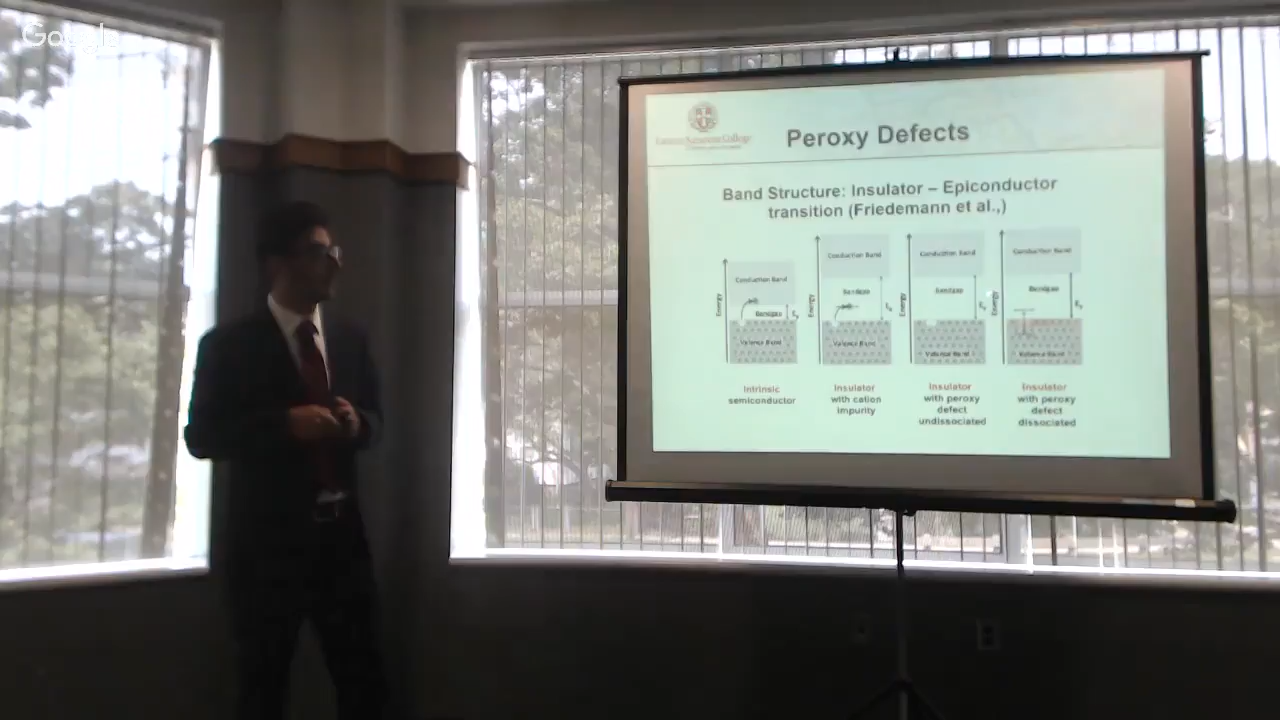 Google
Peroxy Defects
Band Structure: Insulator – Epiconductor
transition (Friedemann et al.,)
Conduction Band
Bandgap
Valence Band
Energy
Intrinsic
semiconductor
Conduction Band
Bandgap
Valence Band
Energy
Insulator
with cation
impurity
Conduction Band
Bandgap
Valence Band
Energy
Insulator
with peroxy
defect
undissociated
Conduction Band
Bandgap
Valence Band
Energy
Insulator
with peroxy
defect
dissociated